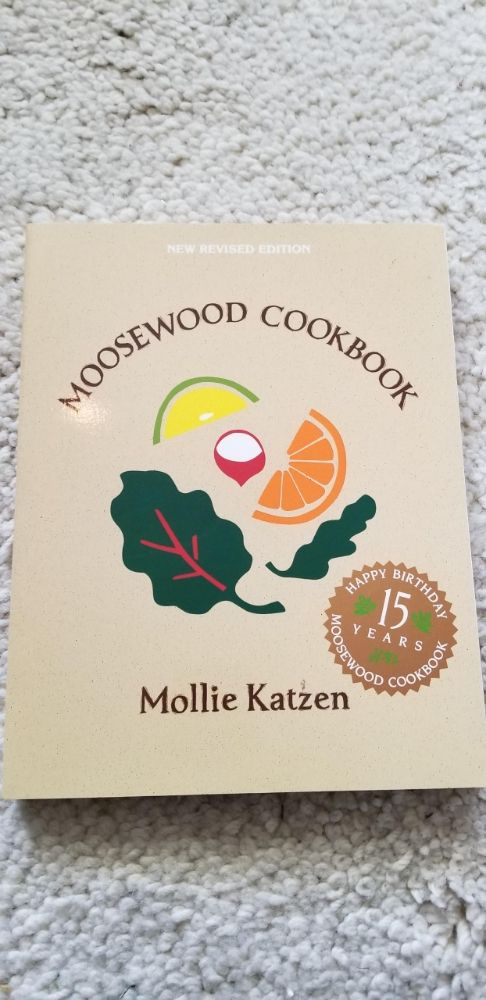 NEW REVISED EDITION
MOOSEWOOD COOKBOOK
HAPPY BIRTHDAY
15
YEARS
MOOSEWOOD COOKBOOK
Mollie Katzen